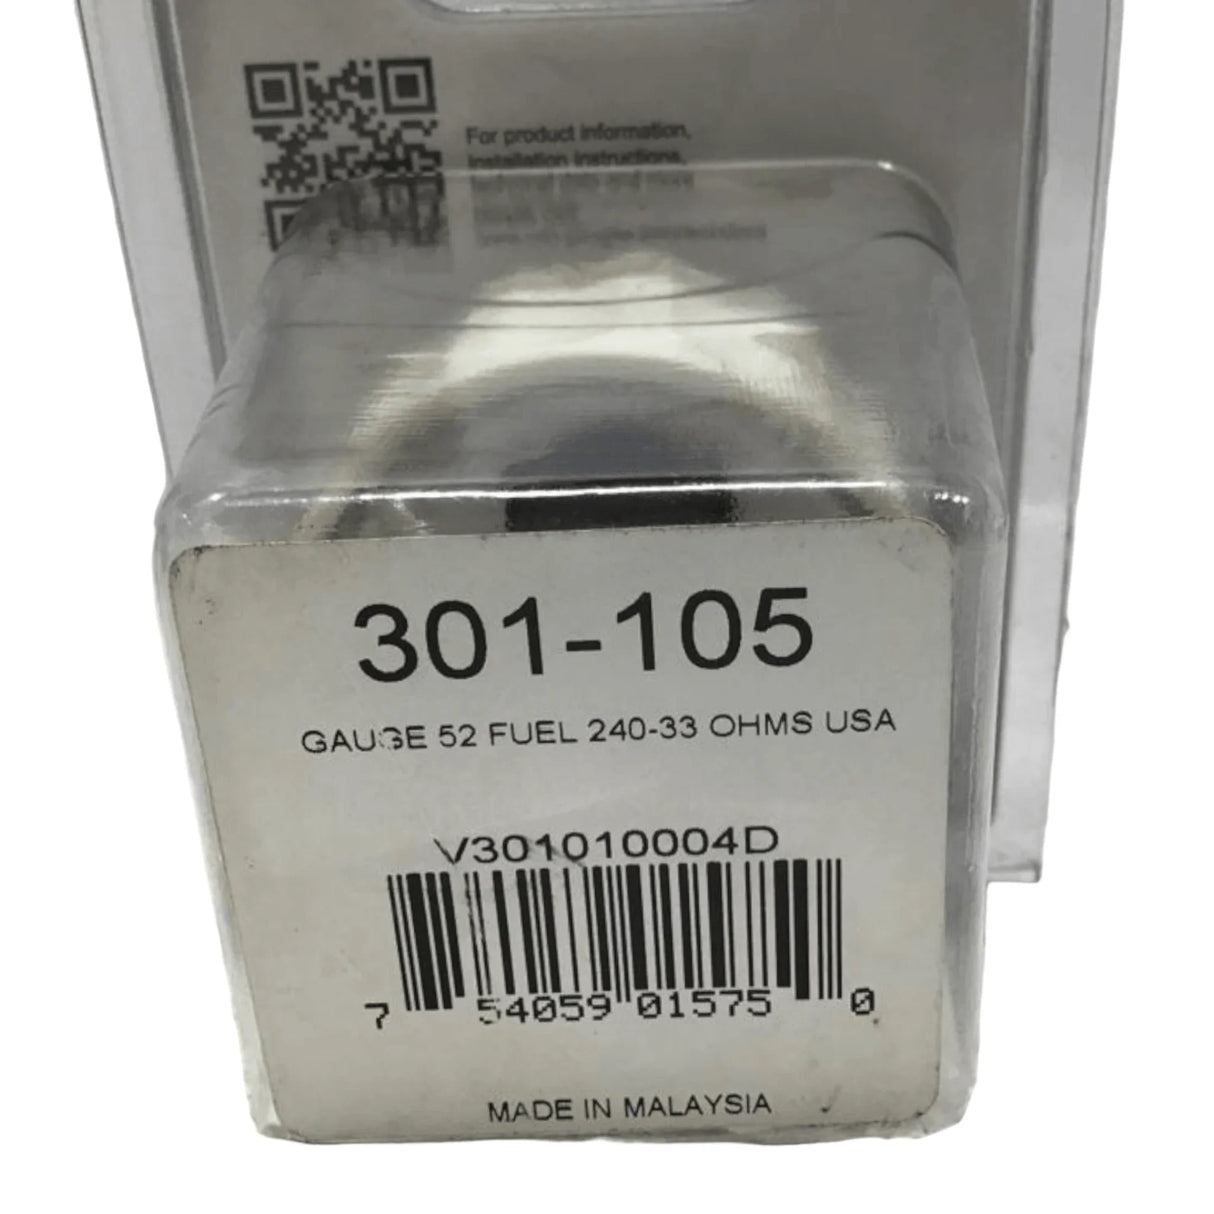 For product information,
Installation instructions,
301-105
GAUGE 52 FUEL 240-33 OHMS USA
V301010004D
7 54059 01575 0
MADE IN MALAYSIA